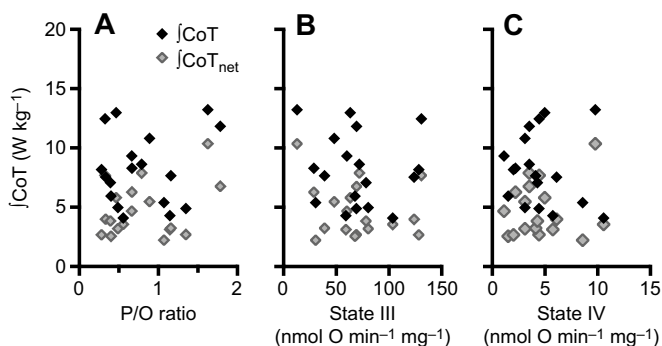 A
B
C
∫CoT
∫CoTnet
∫CoT (W kg–1)
20
15
10
5
0
0 1 2
0 50 100 150
0 5 10 15
P/O ratio
State III
(nmol O min–1 mg–1)
State IV
(nmol O min–1 mg–1)